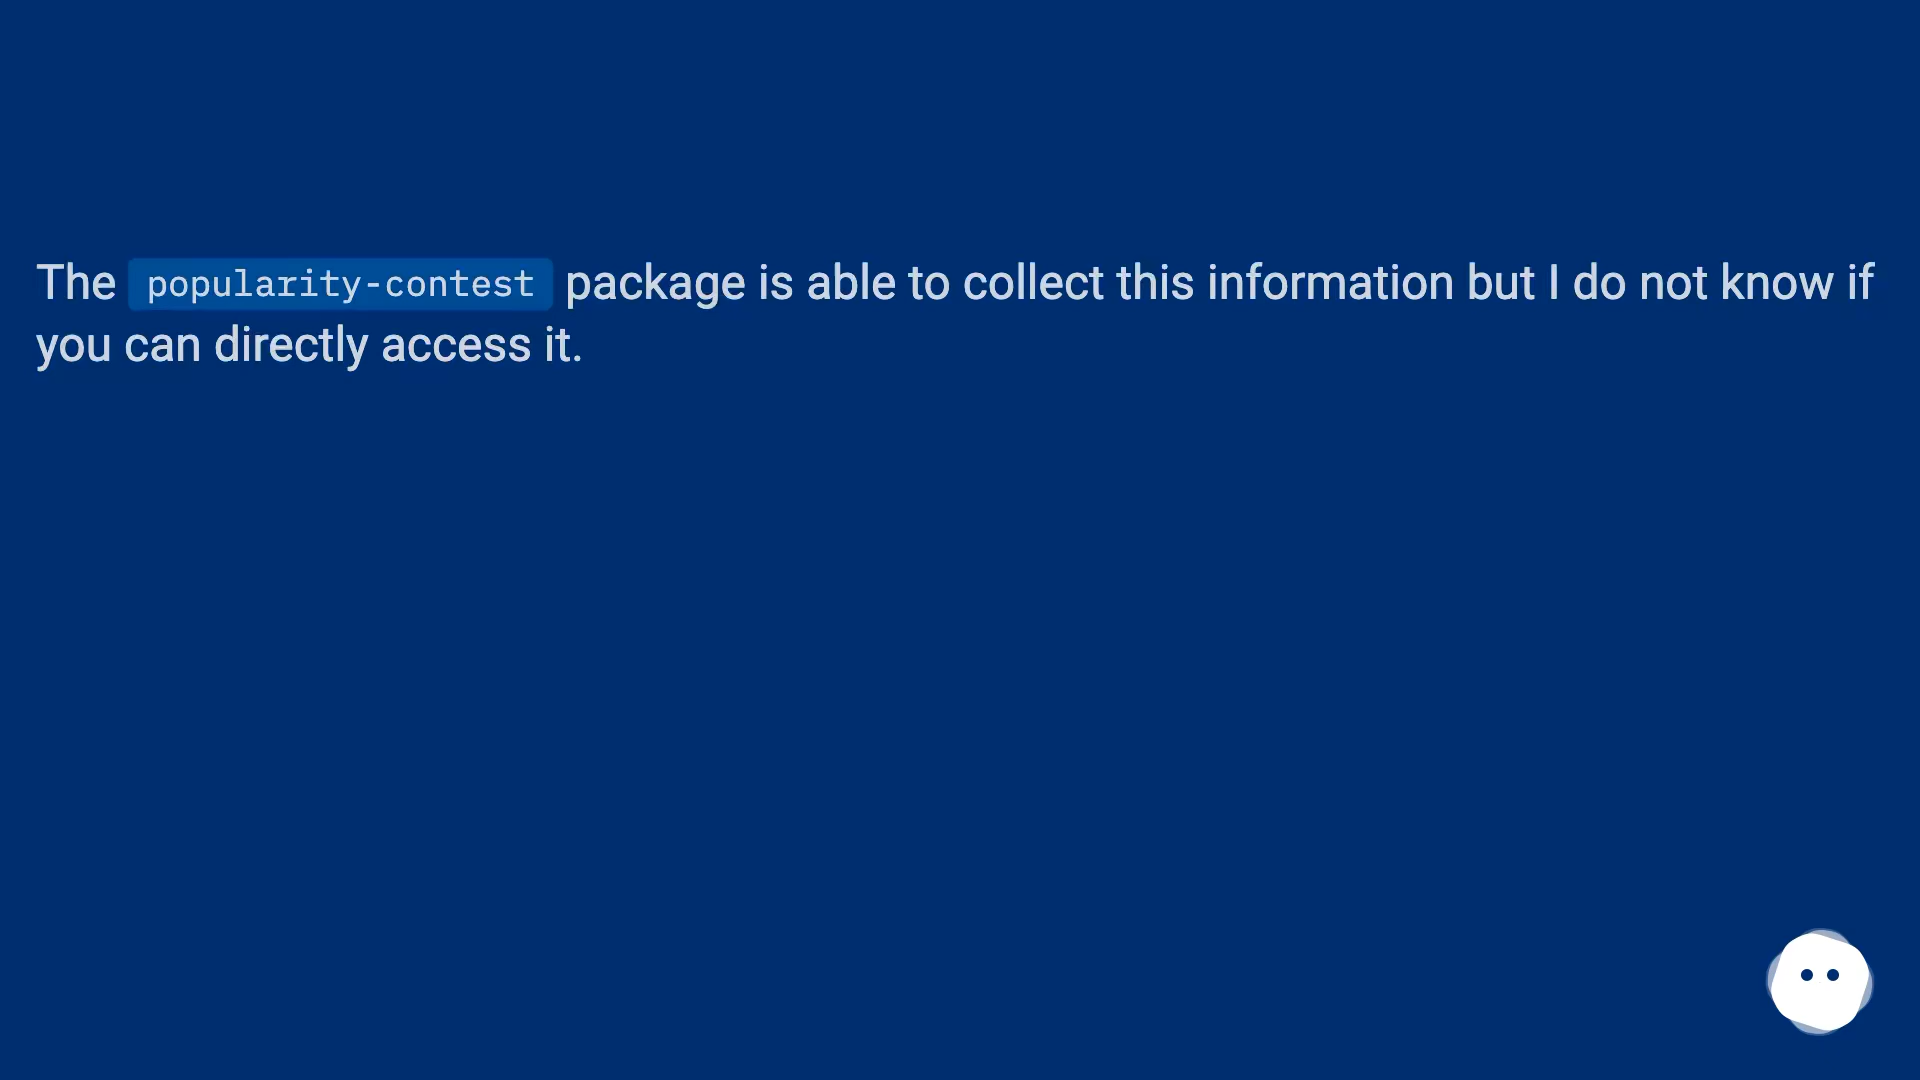 The popularity-contest package is able to collect this information but I do not know if
you can directly access it.